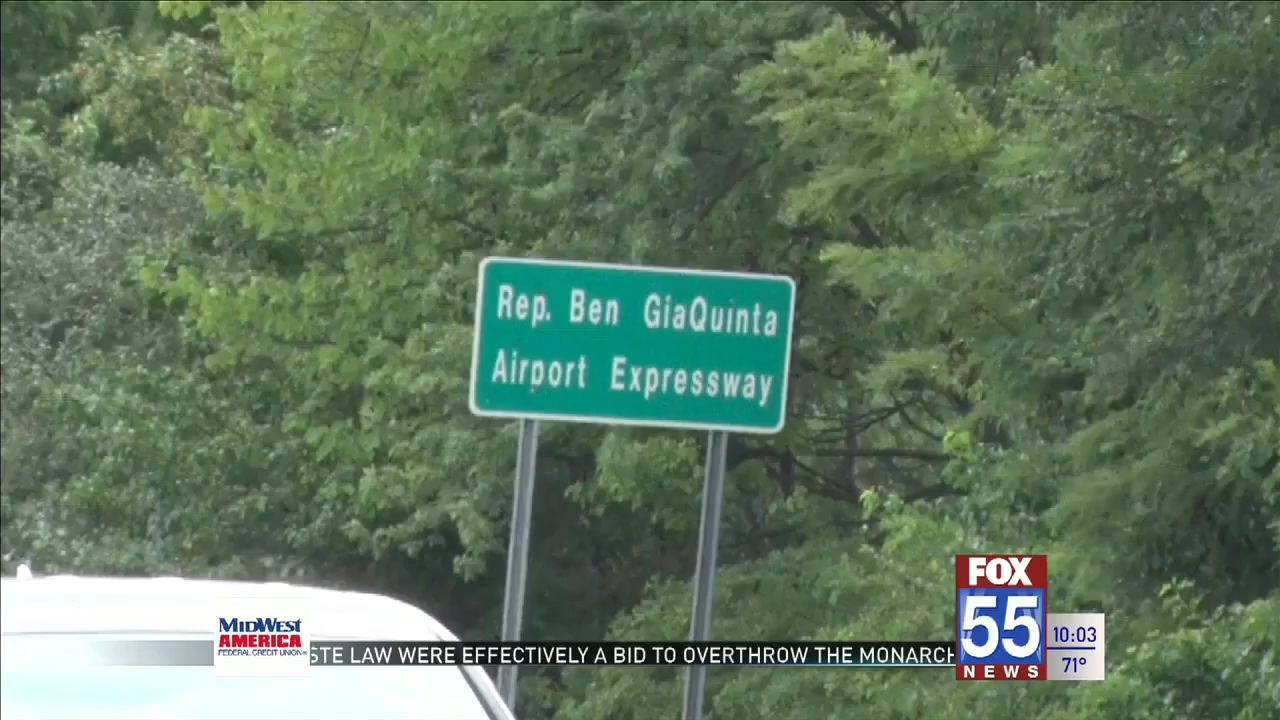 Rep. Ben GiaQuinta
Airport Expressway
FOX
55
NEWS
10:03
71°
MIDWEST
AMERICA
FEDERAL CREDIT UNION
STE LAW WERE EFFECTIVELY A BID TO OVERTHROW THE MONARCH